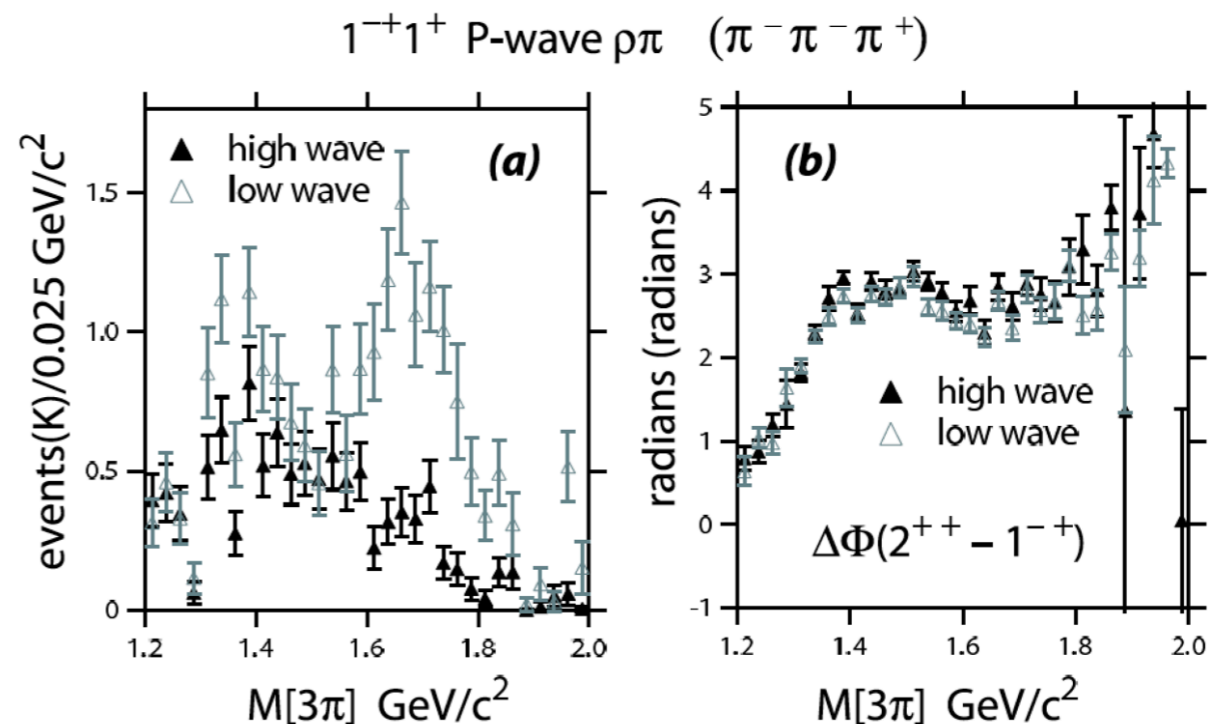 1⁻⁺1⁺ P-wave ρπ (π⁻π⁻π⁺)
events(K)/0.025 GeV/c²
high wave
low wave
(a)
1.5
1.0
0.5
0
1.2 1.4 1.6 1.8 2.0
M[3π] GeV/c²
radians (radians)
(b)
5
4
3
2
1
0
-1
high wave
low wave
ΔΦ(2⁺⁺ – 1⁻⁺)
1.2 1.4 1.6 1.8 2.0
M[3π] GeV/c²